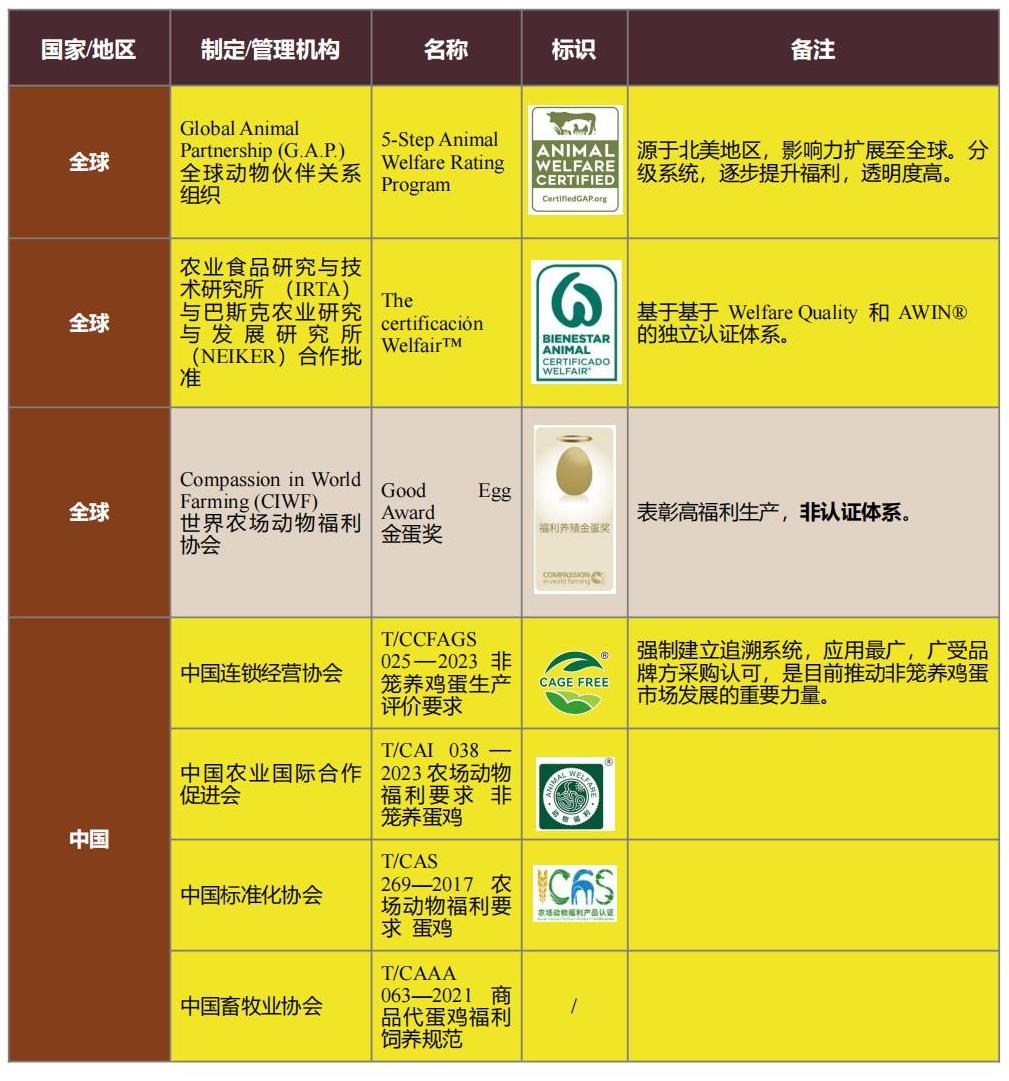 国家/地区
制定/管理机构
名称
标识
备注
全球
Global Animal
Partnership (G.A.P.)
全球动物伙伴关系
组织
5-Step Animal
Welfare Rating
Program
ANIMAL
WELFARE
CERTIFIED
CertifiedGAP.org
源于北美地区，影响力扩展至全球。分
级系统，逐步提升福利，透明度高。
全球
农业食品研究与技
术研究所 （IRTA）
与巴斯克农业研究
与发展研究所
（NEIKER）合作批
准
The
certificación
Welfair™
BIENESTAR
ANIMAL
CERTIFICADO
WELFAIR®
基于基于 Welfare Quality 和 AWIN®
的独立认证体系。
全球
Compassion in World
Farming (CIWF)
世界农场动物福利
协会
Good Egg
Award
金蛋奖
福利养殖金蛋奖
COMPASSION
in world farming
表彰高福利生产，非认证体系。
中国
中国连锁经营协会
T/CCFAGS
025—2023 非
笼养鸡蛋生产
评价要求
®
CAGE FREE
强制建立追溯系统，应用最广，广受品
牌方采购认可，是目前推动非笼养鸡蛋
市场发展的重要力量。
中国农业国际合作
促进会
T/CAI 038 —
2023 农场动物
福利要求 非
笼养蛋鸡
®
ANIMAL WELFARE
动物福利
中国标准化协会
T/CAS
269—2017 农
场动物福利要
求 蛋鸡
CAS
农场动物福利产品认证
中国畜牧业协会
T/CAAA
063—2021 商
品代蛋鸡福利
饲养规范
/